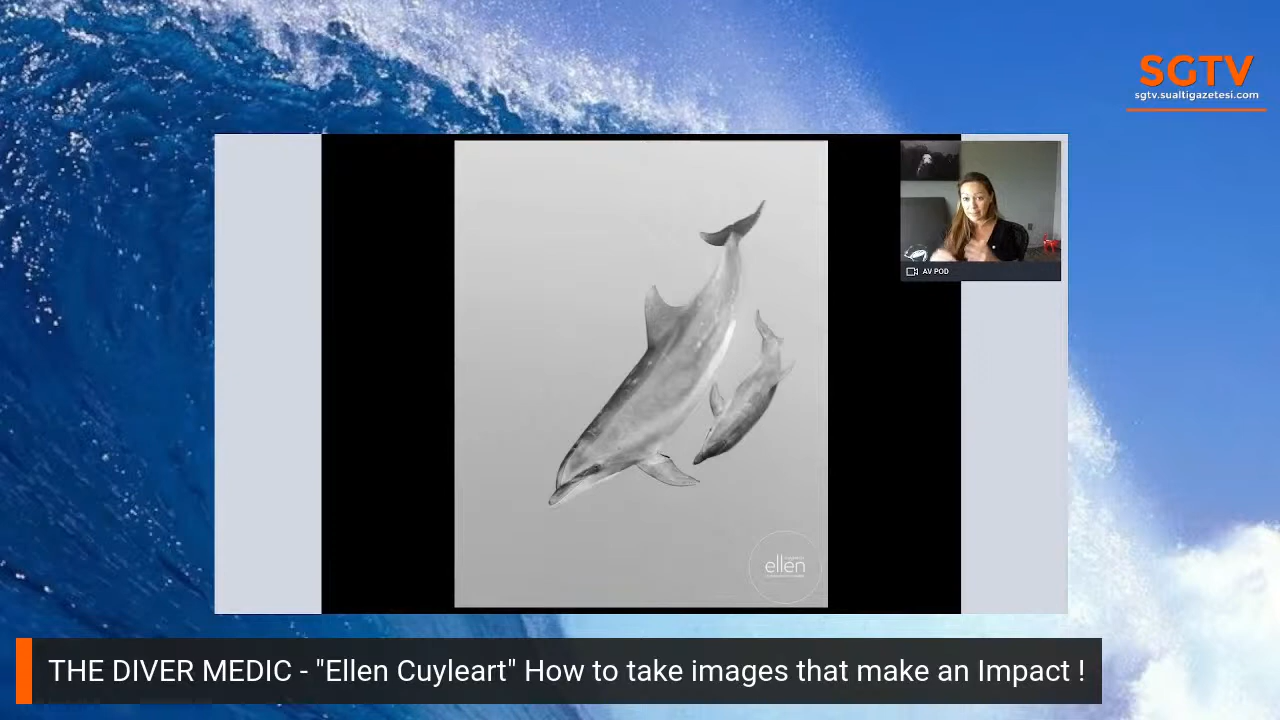 SGTV
sgtv.sualtigazetesi.com
AV POD
ellen
THE DIVER MEDIC - "Ellen Cuyleart" How to take images that make an Impact !